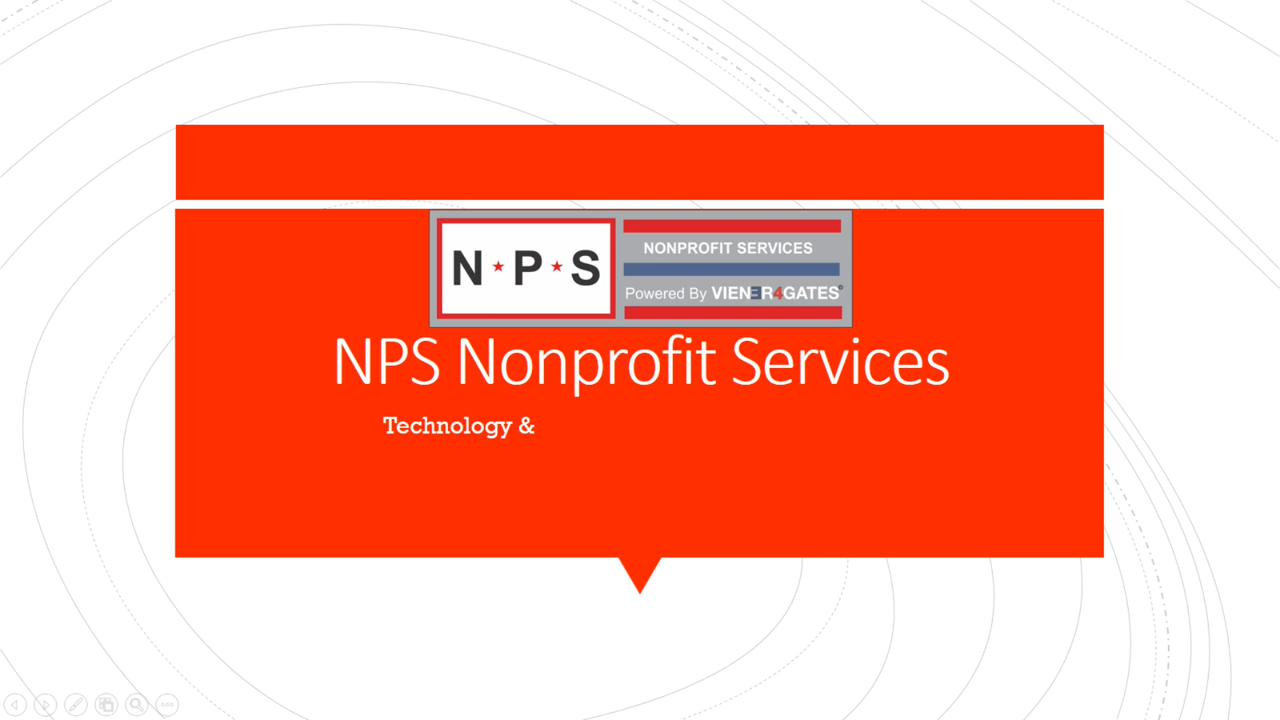 N★P★S
NONPROFIT SERVICES
Powered By VIENER4GATES
NPS Nonprofit Services
Technology &